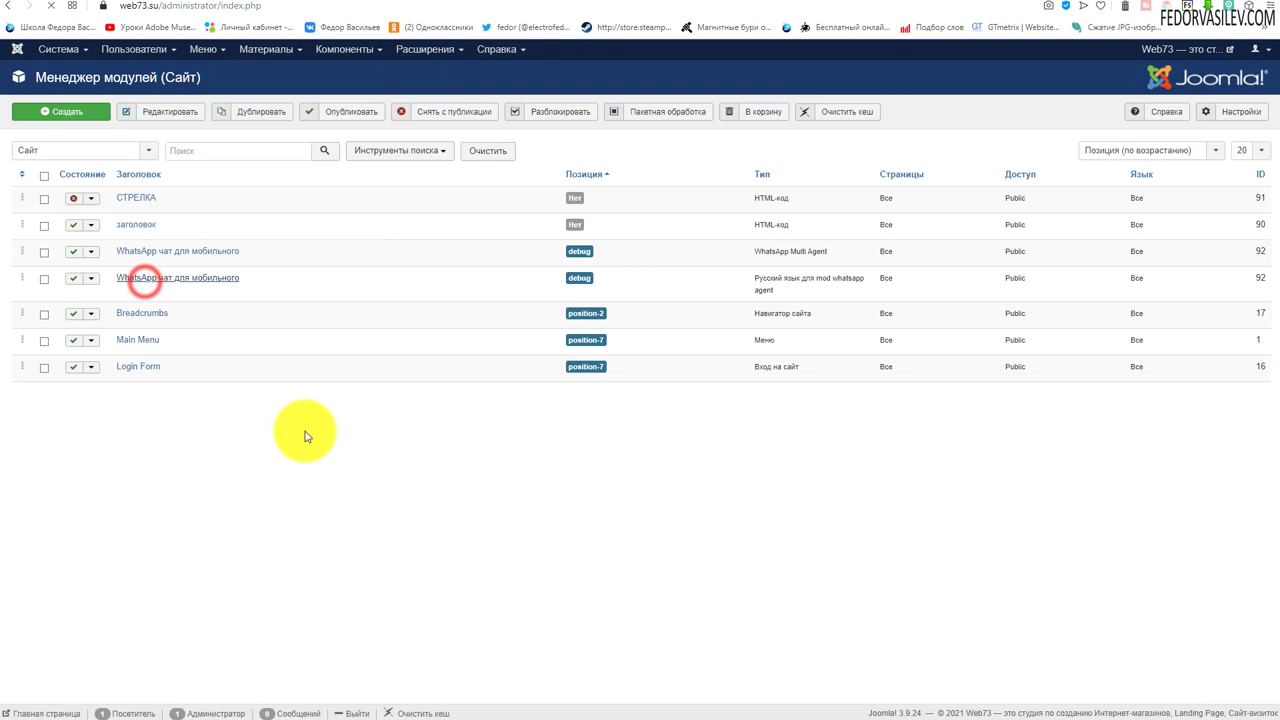 web73.su/administrator/index.php
FEDORVASILEV.COM
Школа Федора Васи... Уроки Adobe Muse... Личный кабинет -... Федор Васильев Одноклассники fedor (@electrofed... http://store.steamp... Магнитные бури о... Бесплатный онлай... Подбор слов GTmetrix | Website... Сжатие JPG-изобр...
Система Пользователи Меню Материалы Компоненты Расширения Справка Web73 — это ст...
Менеджер модулей (Сайт) Joomla!®
Создать Редактировать Дублировать Опубликовать Снять с публикации Разблокировать Пакетная обработка В корзину Очистить кеш Справка Настройки
Сайт Поиск Инструменты поиска Очистить Позиция (по возрастанию) 20
Состояние Заголовок Позиция Тип Страницы Доступ Язык ID
СТРЕЛКА Нет HTML-код Все Public Все 91
заголовок Нет HTML-код Все Public Все 90
WhatsApp чат для мобильного debug WhatsApp Multi Agent Все Public Все 92
WhatsApp чат для мобильного debug Русский язык для mod whatsapp Все Public Все 92
agent
Breadcrumbs position-2 Навигатор сайта Все Public Все 17
Main Menu position-7 Меню Все Public Все 1
Login Form position-7 Вход на сайт Все Public Все 16
Главная страница 1 Посетитель 1 Администратор 0 Сообщений Выйти Очистить кеш Joomla! 3.9.24 — © 2021 Web73 — это студия по созданию Интернет-магазинов, Landing Page, Сайт-визиток